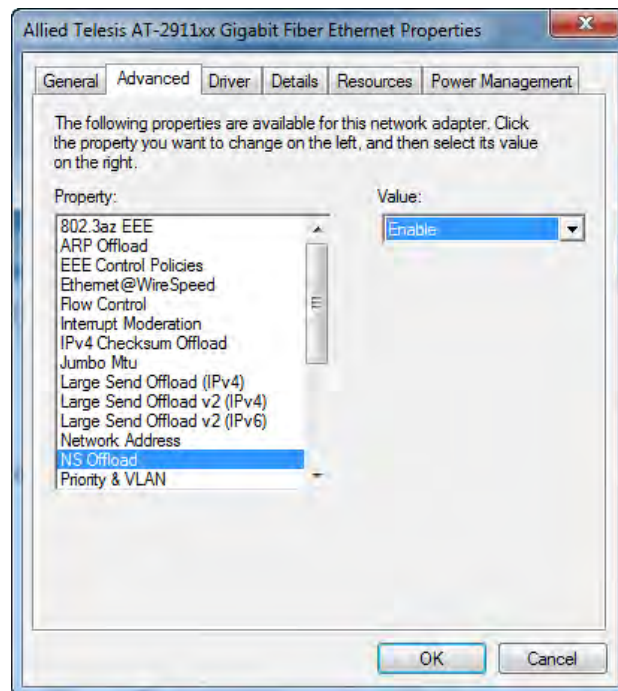 Allied Telesis AT-2911xx Gigabit Fiber Ethernet Properties
General
Advanced
Driver
Details
Resources
Power Management
The following properties are available for this network adapter. Click
the property you want to change on the left, and then select its value
on the right.
Property:
Value:
802.3az EEE
ARP Offload
EEE Control Policies
Ethernet@WireSpeed
Flow Control
Interrupt Moderation
IPv4 Checksum Offload
Jumbo Mtu
Large Send Offload (IPv4)
Large Send Offload v2 (IPv4)
Large Send Offload v2 (IPv6)
Network Address
NS Offload
Priority & VLAN
Enable
OK
Cancel